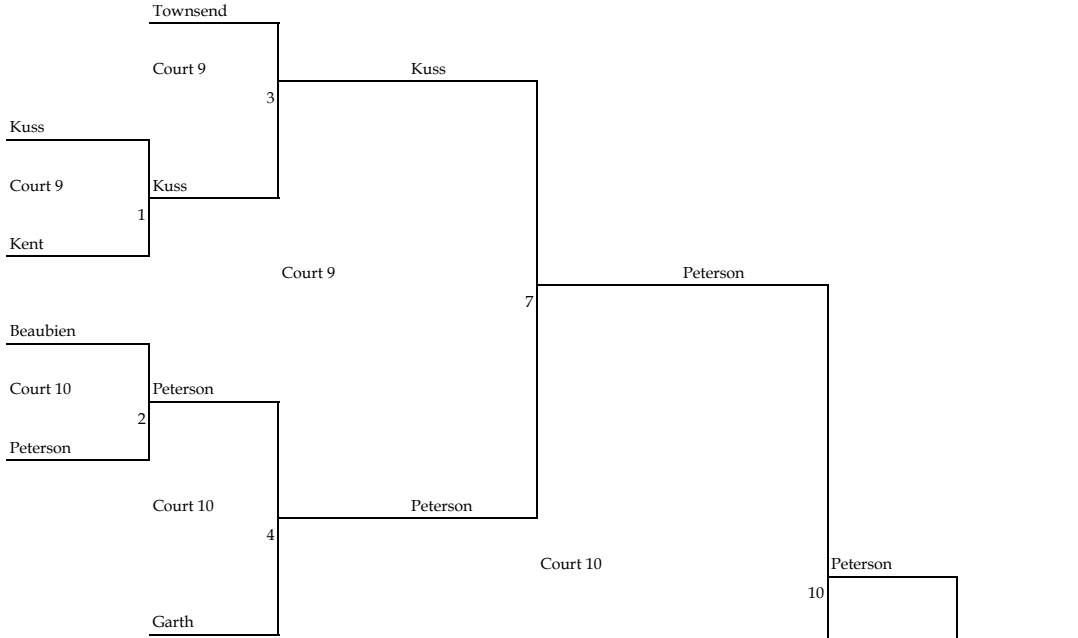 Townsend
Court 9
Kuss
3
Kuss
Court 9
Kuss
1
Kent
Court 9
Peterson
7
Beaubien
Court 10
Peterson
2
Peterson
Court 10
Peterson
4
Court 10
Peterson
10
Garth